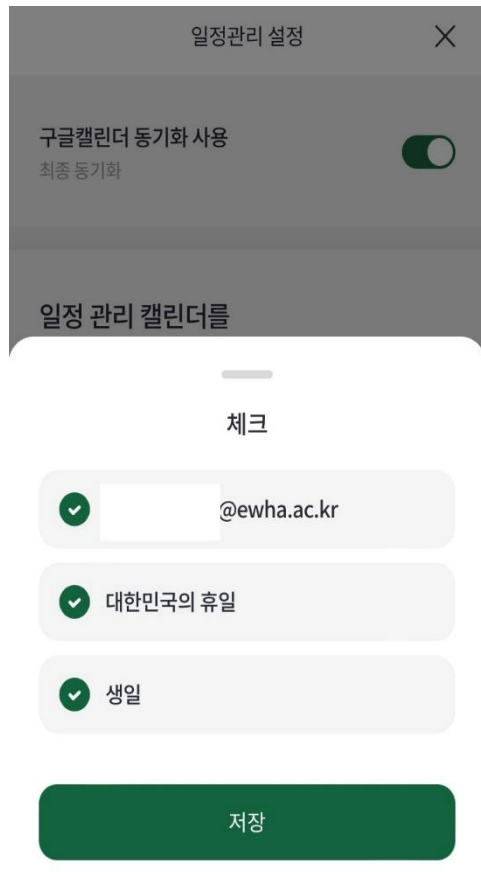 일정관리 설정
구글캘린더 동기화 사용
최종 동기화
일정 관리 캘린더를
체크
@ewha.ac.kr
대한민국의 휴일
생일
저장